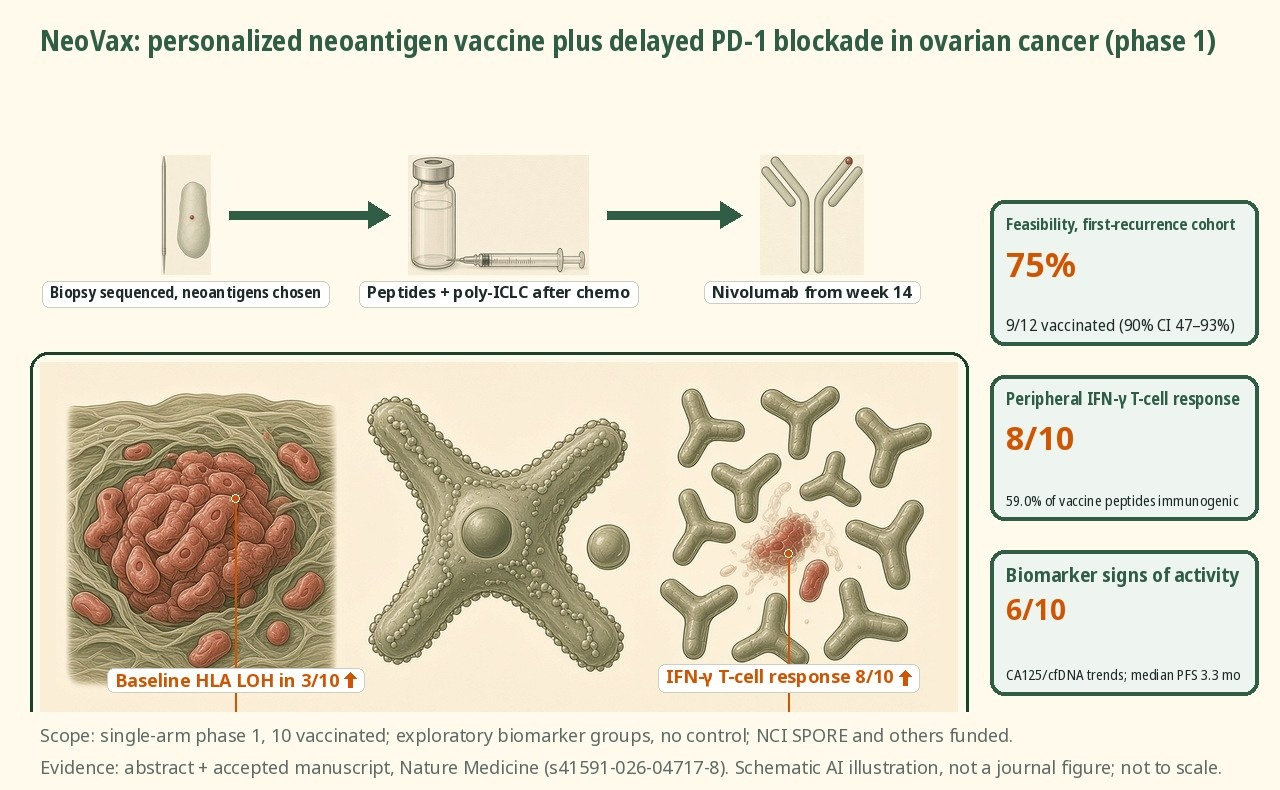 NeoVax: personalized neoantigen vaccine plus delayed PD-1 blockade in ovarian cancer (phase 1)
Biopsy sequenced, neoantigens chosen
Peptides + poly-ICLC after chemo
Nivolumab from week 14
Feasibility, first-recurrence cohort
75%
9/12 vaccinated (90% CI 47–93%)
Peripheral IFN-γ T-cell response
8/10
59.0% of vaccine peptides immunogenic
Biomarker signs of activity
6/10
CA125/cfDNA trends; median PFS 3.3 mo
Baseline HLA LOH in 3/10 ↑
IFN-γ T-cell response 8/10 ↑
Scope: single-arm phase 1, 10 vaccinated; exploratory biomarker groups, no control; NCI SPORE and others funded.
Evidence: abstract + accepted manuscript, Nature Medicine (s41591-026-04717-8). Schematic AI illustration, not a journal figure; not to scale.